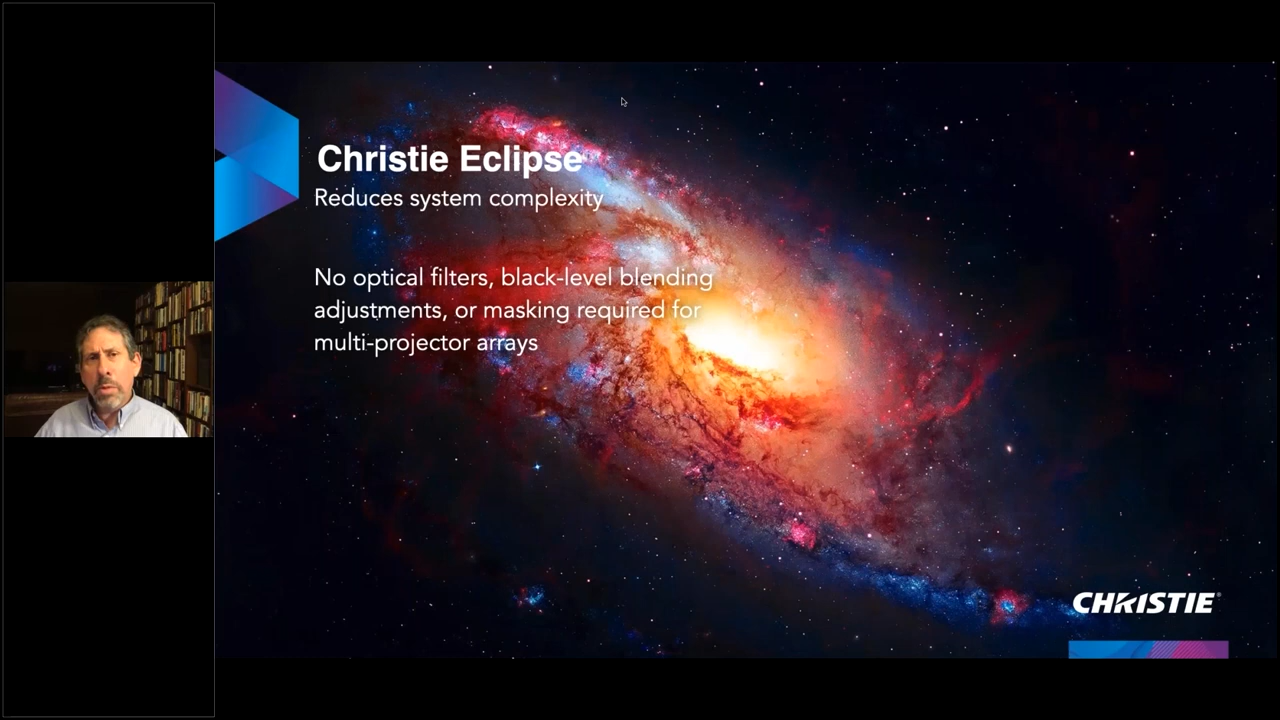 Christie Eclipse
Reduces system complexity
No optical filters, black-level blending
adjustments, or masking required for
multi-projector arrays
CHRISTIE®